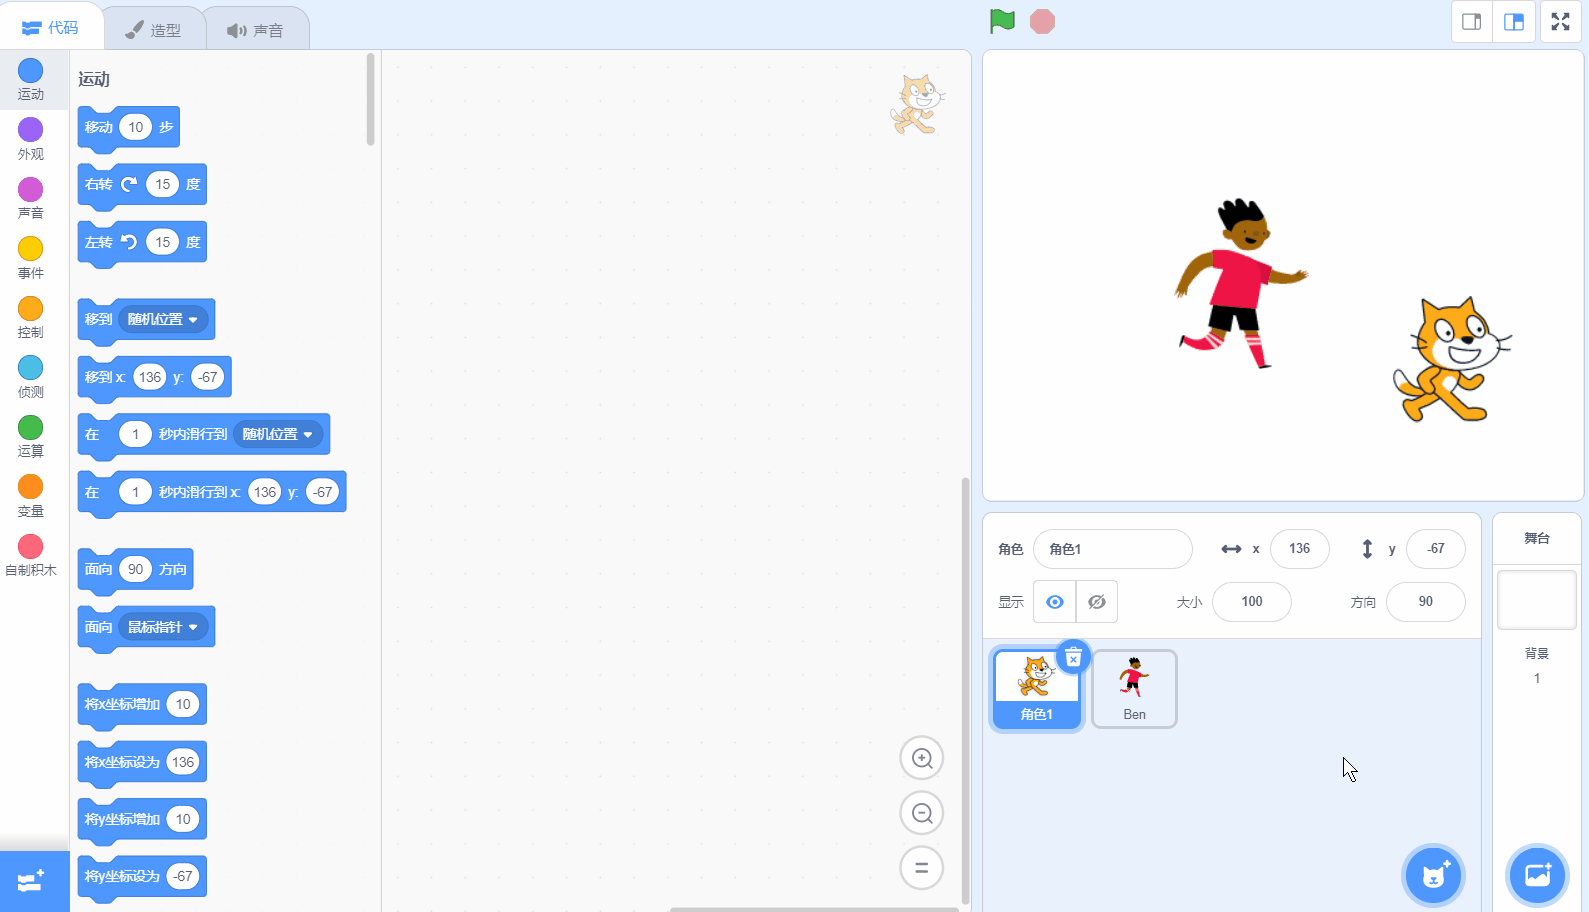 代码
造型
声音
运动
外观
声音
事件
控制
侦测
运算
变量
自制积木
运动
移动 10 步
右转 15 度
左转 15 度
移到 随机位置
移到 x: 136 y: -67
在 1 秒内滑行到 随机位置
在 1 秒内滑行到 x: 136 y: -67
面向 90 方向
面向 鼠标指针
将x坐标增加 10
将x坐标设为 136
将y坐标增加 10
将y坐标设为 -67
角色 角色1 x 136 y -67
显示 大小 100 方向 90
角色1
Ben
舞台
背景
1